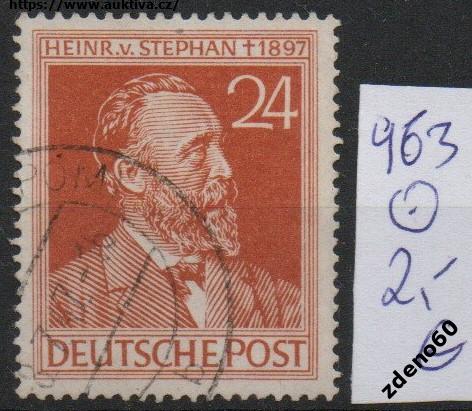 https://www.auktiva.cz/
HEINR.v.STEPHAN †1897
24
DEUTSCHE POST
963
2,-
zdeno60